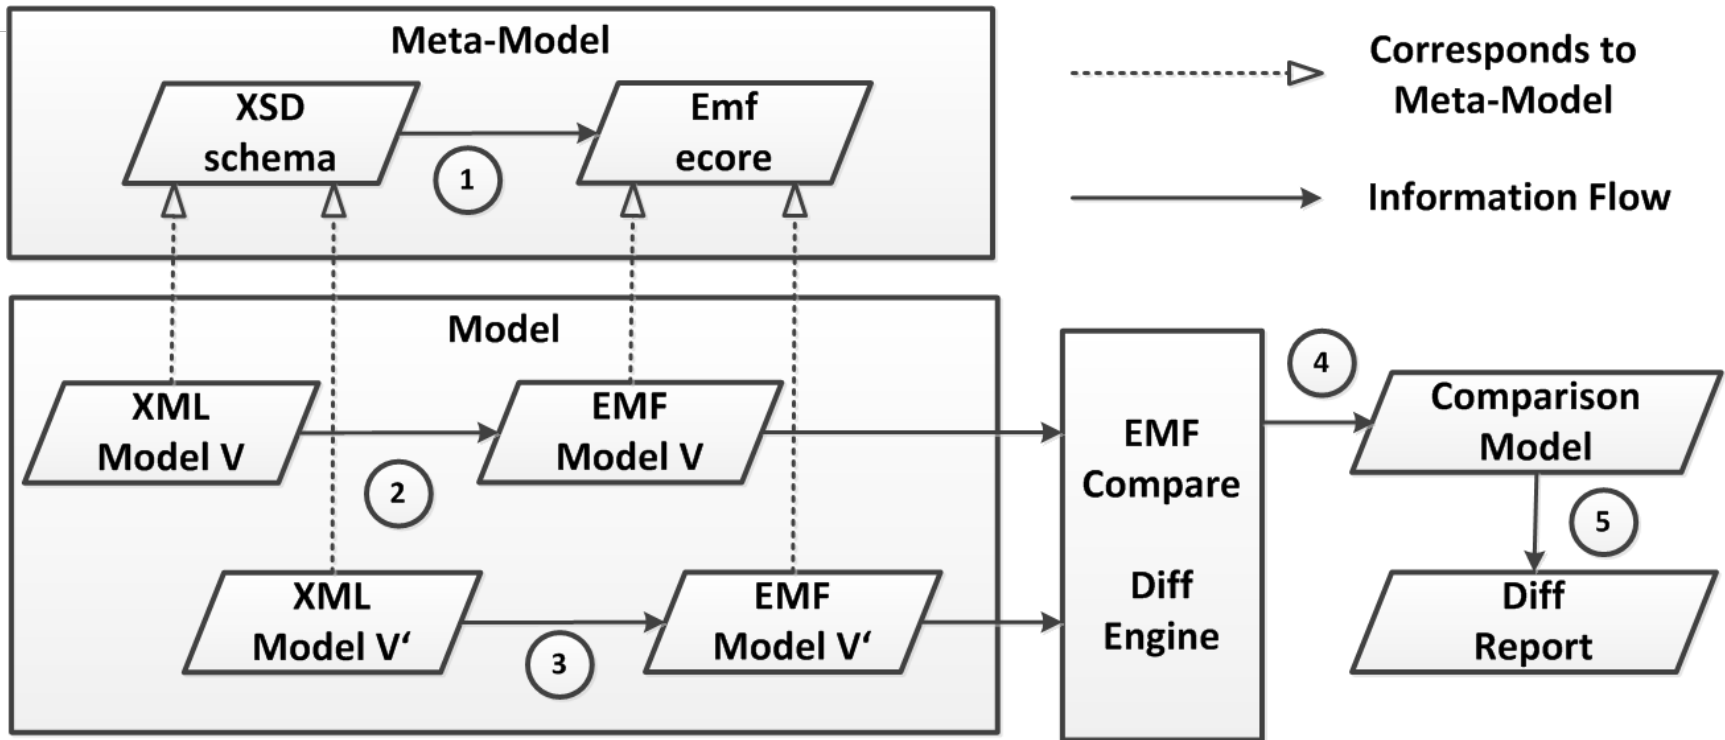 Meta-Model
XSD
schema
1
Emf
ecore
Corresponds to
Meta-Model
Information Flow
Model
XML
Model V
2
EMF
Model V
XML
Model V‘
3
EMF
Model V‘
EMF
Compare
Diff
Engine
4
Comparison
Model
5
Diff
Report